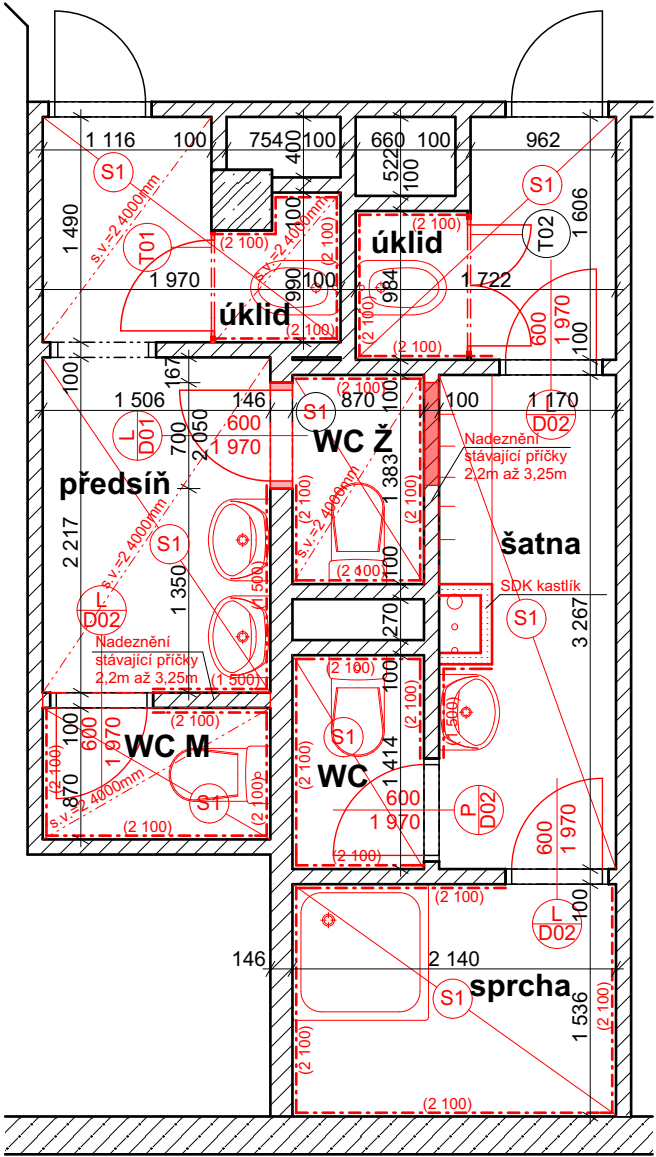 1 116
100
754
100
660
100
962
400
522
100
S1
S1
s.v.=2 4000mm
1 490
T01
100
(2 100)
s.v.=2 4000mm
(2 100)
úklid
T02
1 606
1 970
990
100
984
1 722
(2 100)
600
1 970
úklid
(2 100)
(2 100)
100
100
167
(2 100)
100
1 506
146
S1
870
100
1 170
L
D01
700
2 050
600
1 970
WC Ž
L
D02
Nadeznění
stávající příčky
2,2m až 3,25m
předsíň
s.v.=2 4000mm
(2 100)
s.v.=2 4000mm
1 383
(2 100)
2 217
S1
šatna
1 350
(1 500)
(2 100)
100
SDK kastlík
L
D02
270
S1
3 267
Nadeznění
stávající příčky
2,2m až 3,25m
(1 500)
(2 100)
100
(2 100)
100
600
1 970
(2 100)
WC M
(2 100)
S1
(1 500)
(2 100)
870
s.v.=2 4000mm
S1
(2 100)
(2 100)
WC
(2 100)
1 414
600
1 970
P
D02
600
1 970
(2 100)
(2 100)
100
L
D02
146
2 140
S1
sprcha
1 536
(2 100)
(2 100)
(2 100)